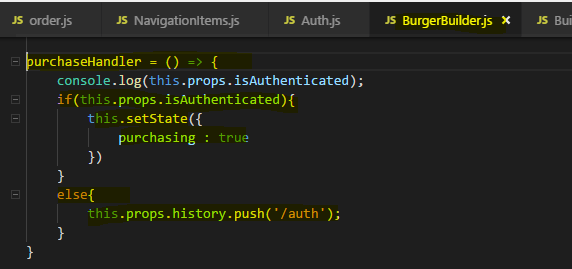 JS order.js JS NavigationItems.js JS Auth.js JS BurgerBuilder.js × JS Bui
purchaseHandler = () => {
console.log(this.props.isAuthenticated);
if(this.props.isAuthenticated){
this.setState({
purchasing : true
})
}
else{
this.props.history.push('/auth');
}
}